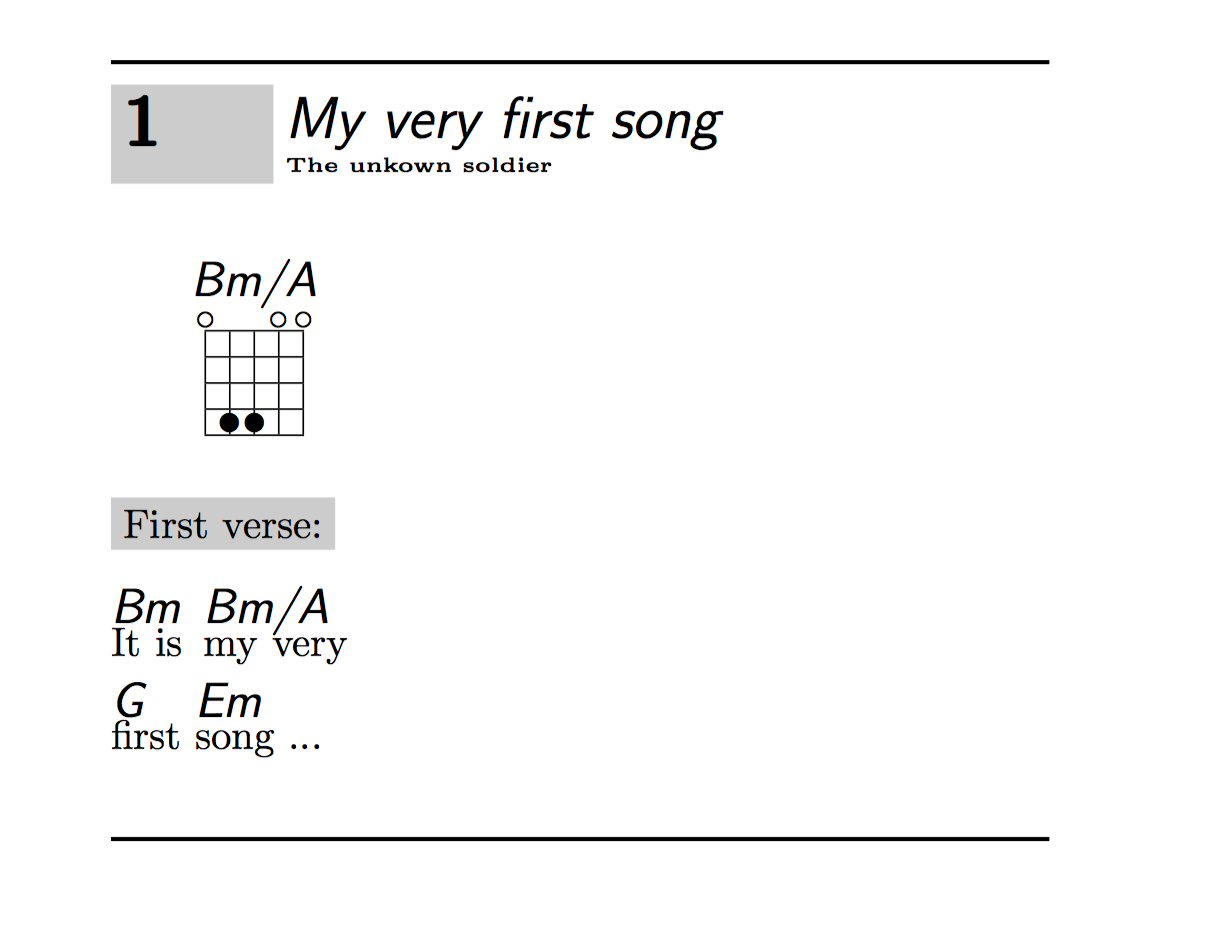 1 My very first song
The unkown soldier
Bm/A
First verse:
Bm Bm/A
It is my very
G Em
first song ...